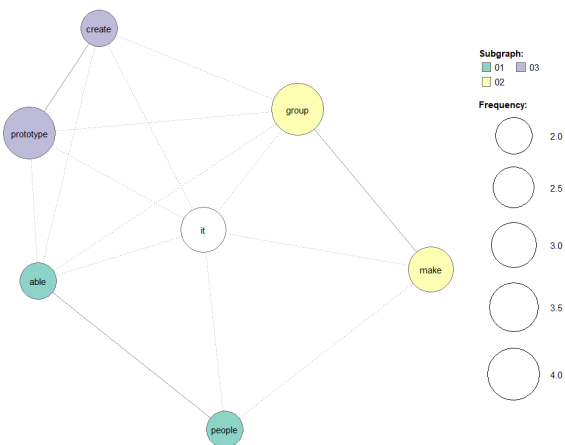 create
Subgraph:
01 03
02
Frequency:
group
prototype
2.0
2.5
it
3.0
make
able
3.5
4.0
people